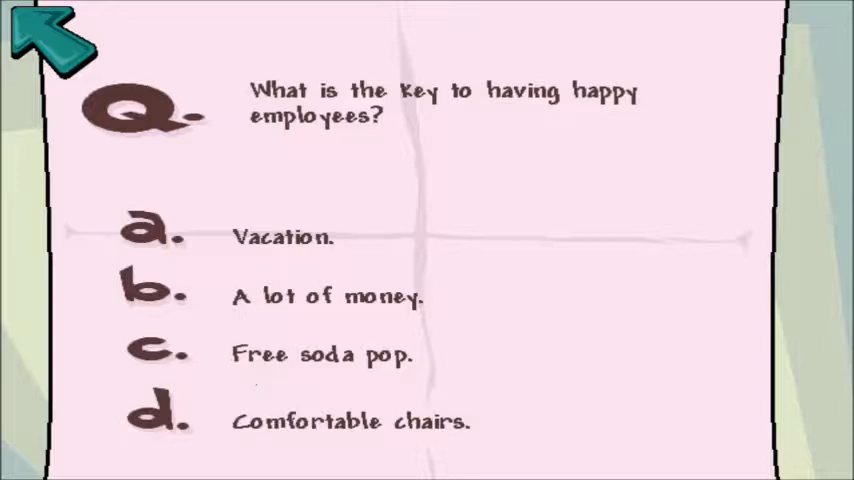 Q. What is the key to having happy
employees?
a. Vacation.
b. A lot of money.
c. Free soda pop.
d. Comfortable chairs.